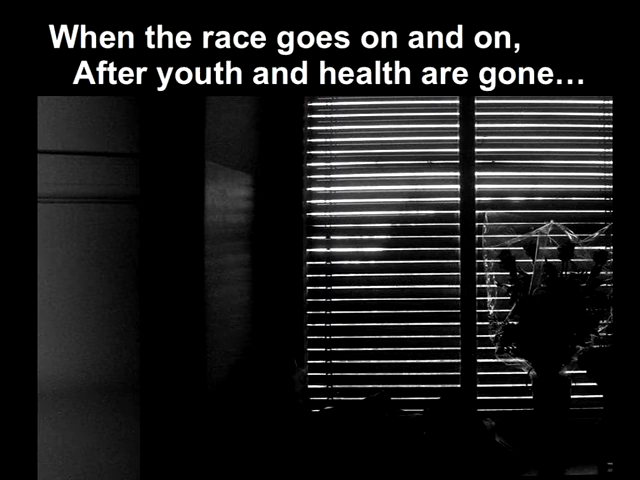 When the race goes on and on,
After youth and health are gone…